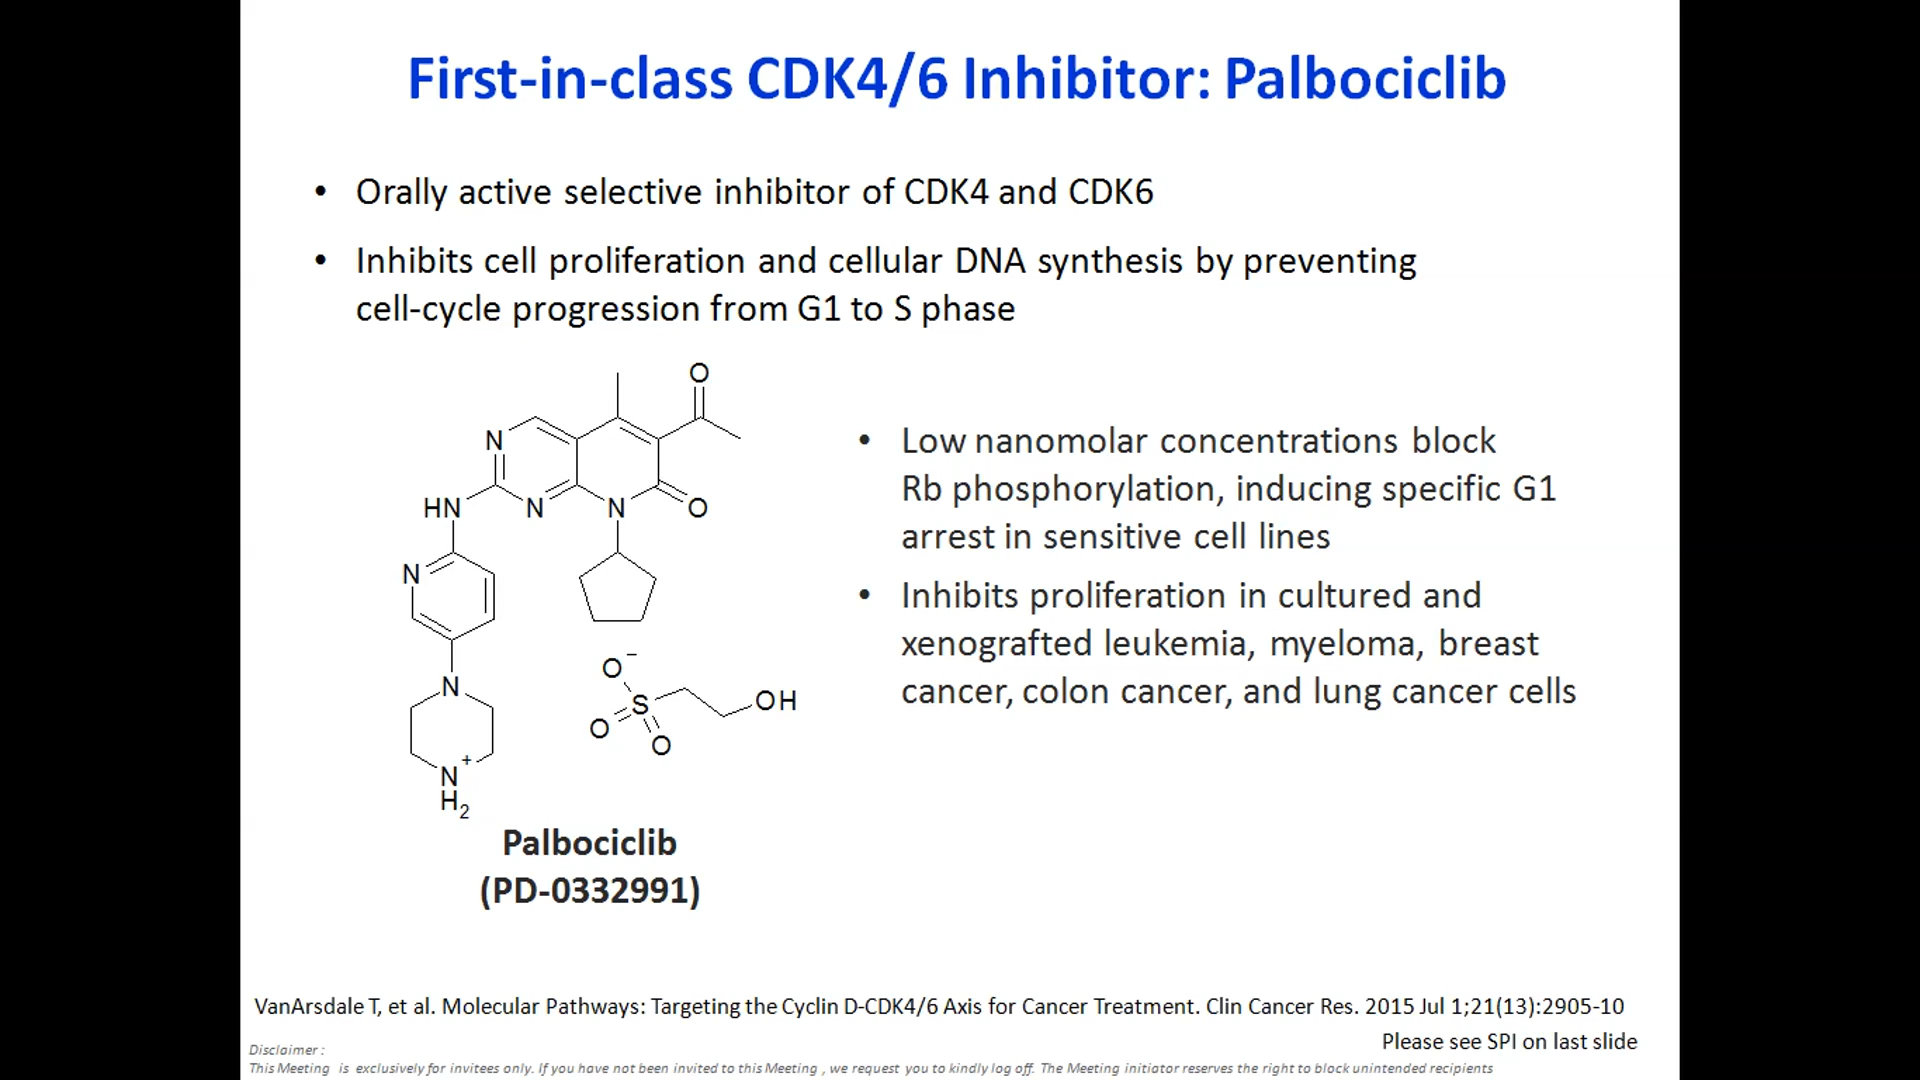 First-in-class CDK4/6 Inhibitor: Palbociclib
• Orally active selective inhibitor of CDK4 and CDK6
• Inhibits cell proliferation and cellular DNA synthesis by preventing
cell-cycle progression from G1 to S phase
O
N
HN
N
N
O
N
N
N
+
H2
O
−
S
O
O
OH
Palbociclib
(PD-0332991)
• Low nanomolar concentrations block
Rb phosphorylation, inducing specific G1
arrest in sensitive cell lines
• Inhibits proliferation in cultured and
xenografted leukemia, myeloma, breast
cancer, colon cancer, and lung cancer cells
VanArsdale T, et al. Molecular Pathways: Targeting the Cyclin D-CDK4/6 Axis for Cancer Treatment. Clin Cancer Res. 2015 Jul 1;21(13):2905-10
Please see SPI on last slide
Disclaimer :
This Meeting is exclusively for invitees only. If you have not been invited to this Meeting , we request you to kindly log off. The Meeting initiator reserves the right to block unintended recipients